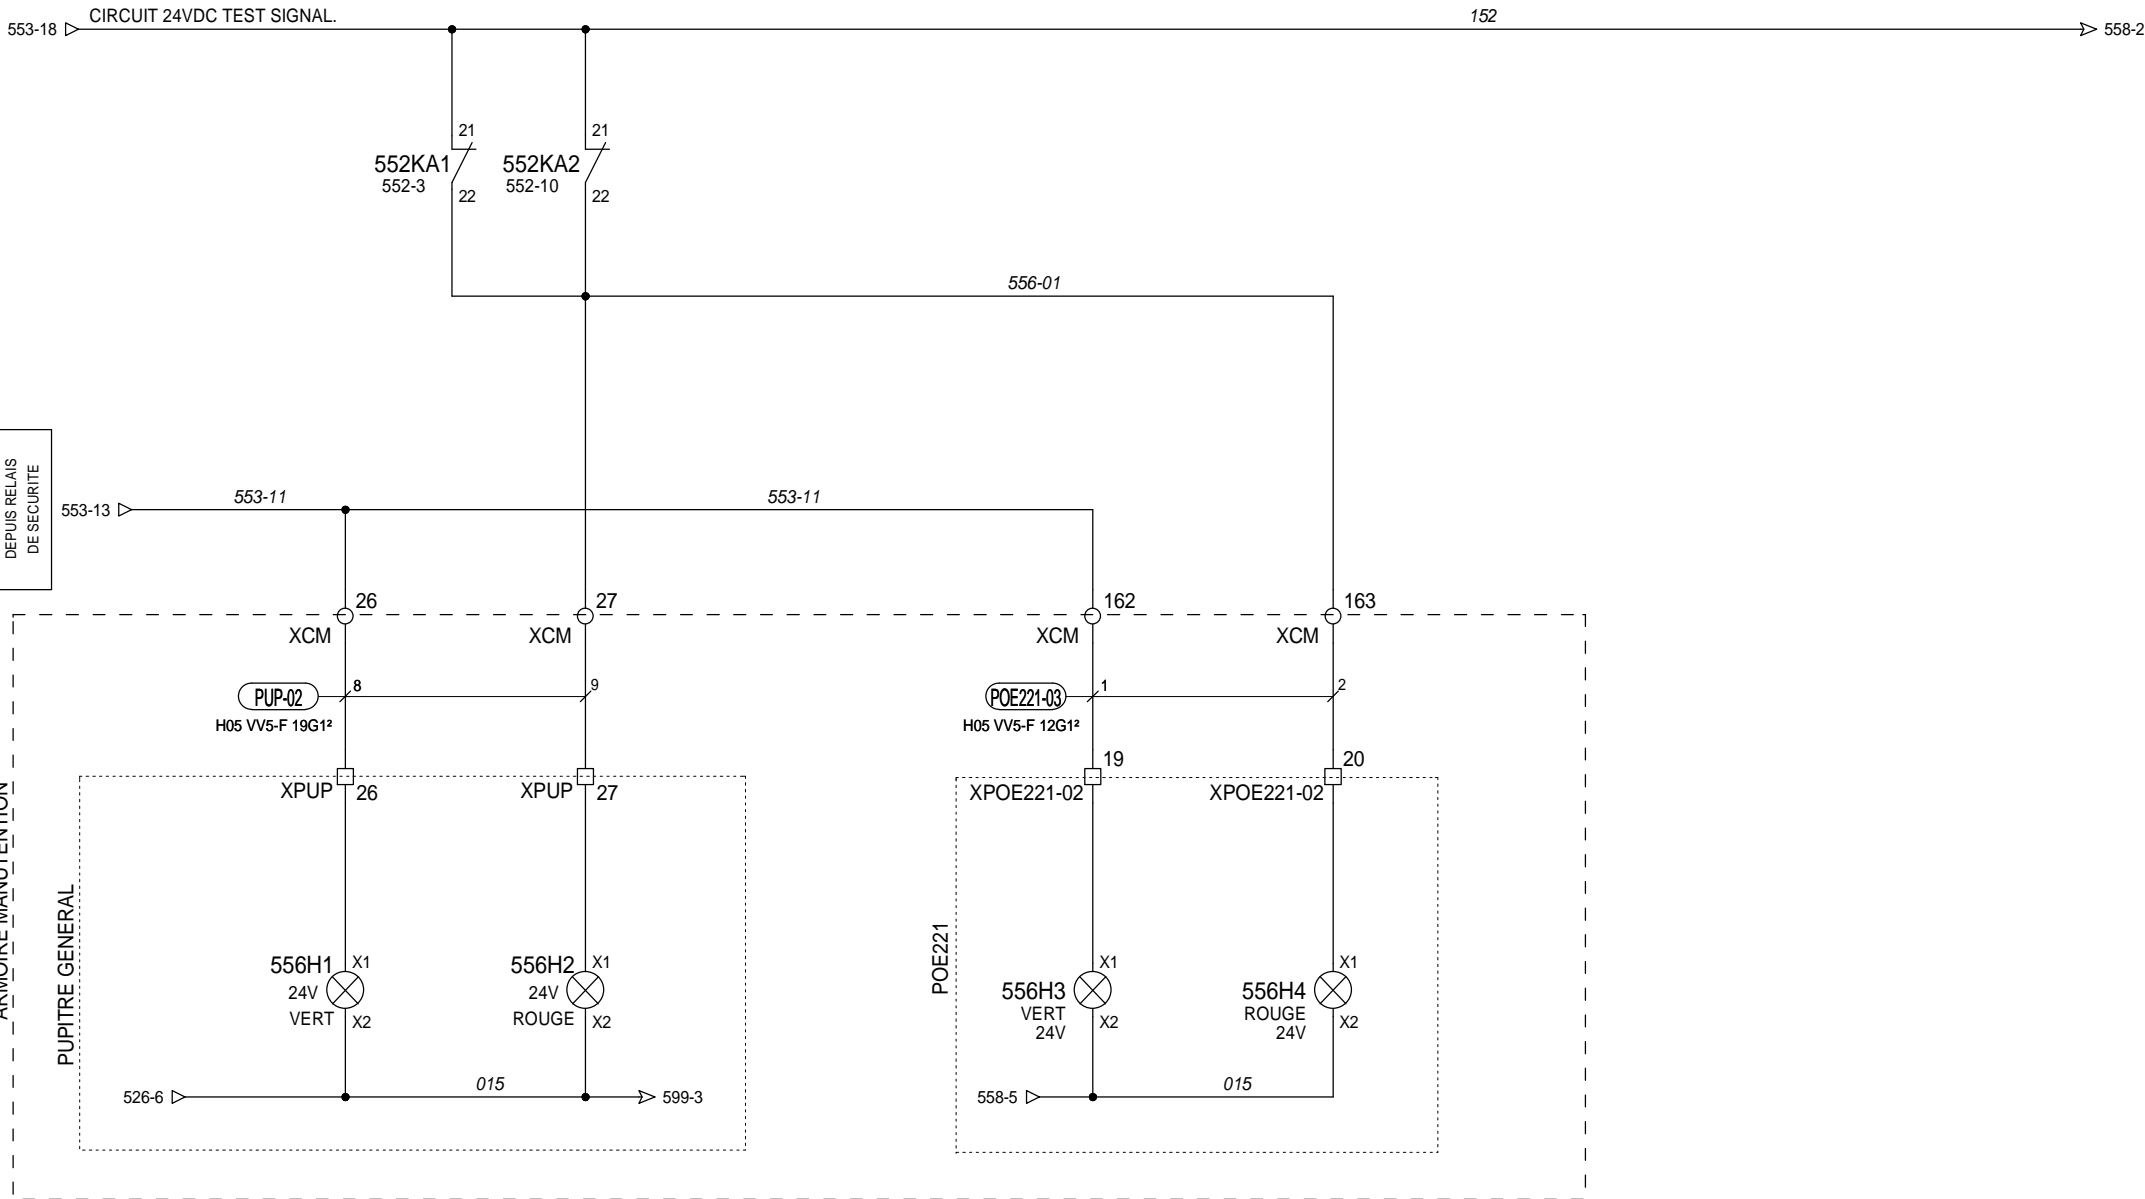 CIRCUIT 24VDC TEST SIGNAL.
152
553-18
558-2
21
21
552KA1
552KA2
552-3
552-10
22
22
556-01
DEPUIS RELAIS
DE SECURITE
553-11
553-11
553-13
26
27
162
163
XCM
XCM
XCM
XCM
PUP-02
8
9
POE221-03
1
2
H05 VV5-F 19G1²
H05 VV5-F 12G1²
19
20
XPUP
26
XPUP
27
XPOE221-02
XPOE221-02
ARMOIRE MANUTENTION
PUPITRE GENERAL
POE221
556H1
X1
24V
VERT
X2
556H2
X1
24V
ROUGE
X2
X1
556H3
VERT
X2
24V
X1
556H4
ROUGE
X2
24V
526-6
015
599-3
558-5
015